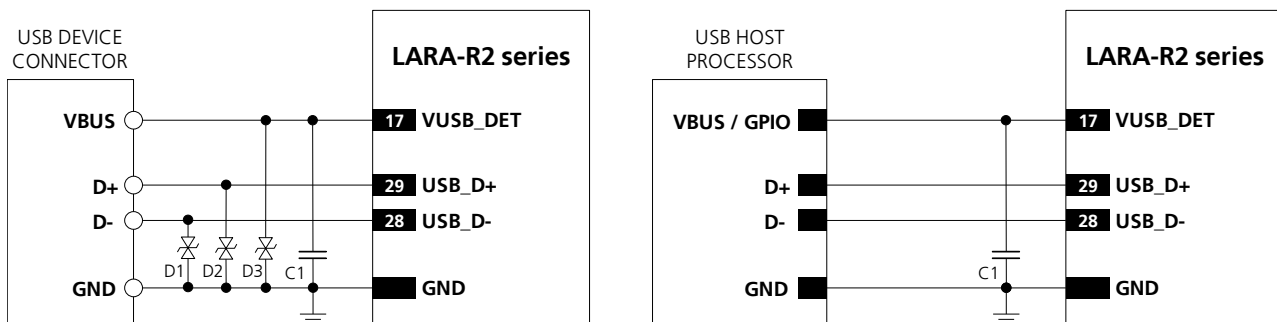 USB DEVICE
CONNECTOR
LARA-R2 series
VBUS
17 VUSB_DET
D+
29 USB_D+
D-
28 USB_D-
D1 D2 D3 C1
GND
GND
USB HOST
PROCESSOR
LARA-R2 series
VBUS / GPIO
17 VUSB_DET
D+
29 USB_D+
D-
28 USB_D-
C1
GND
GND